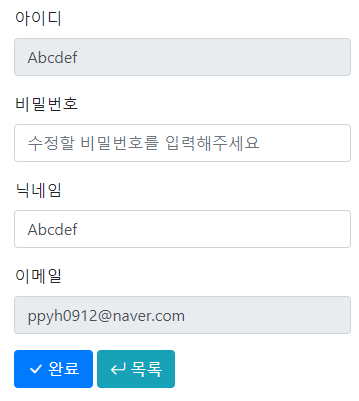 아이디
Abcdef
비밀번호
수정할 비밀번호를 입력해주세요
닉네임
Abcdef
이메일
ppyh0912@naver.com
완료 목록